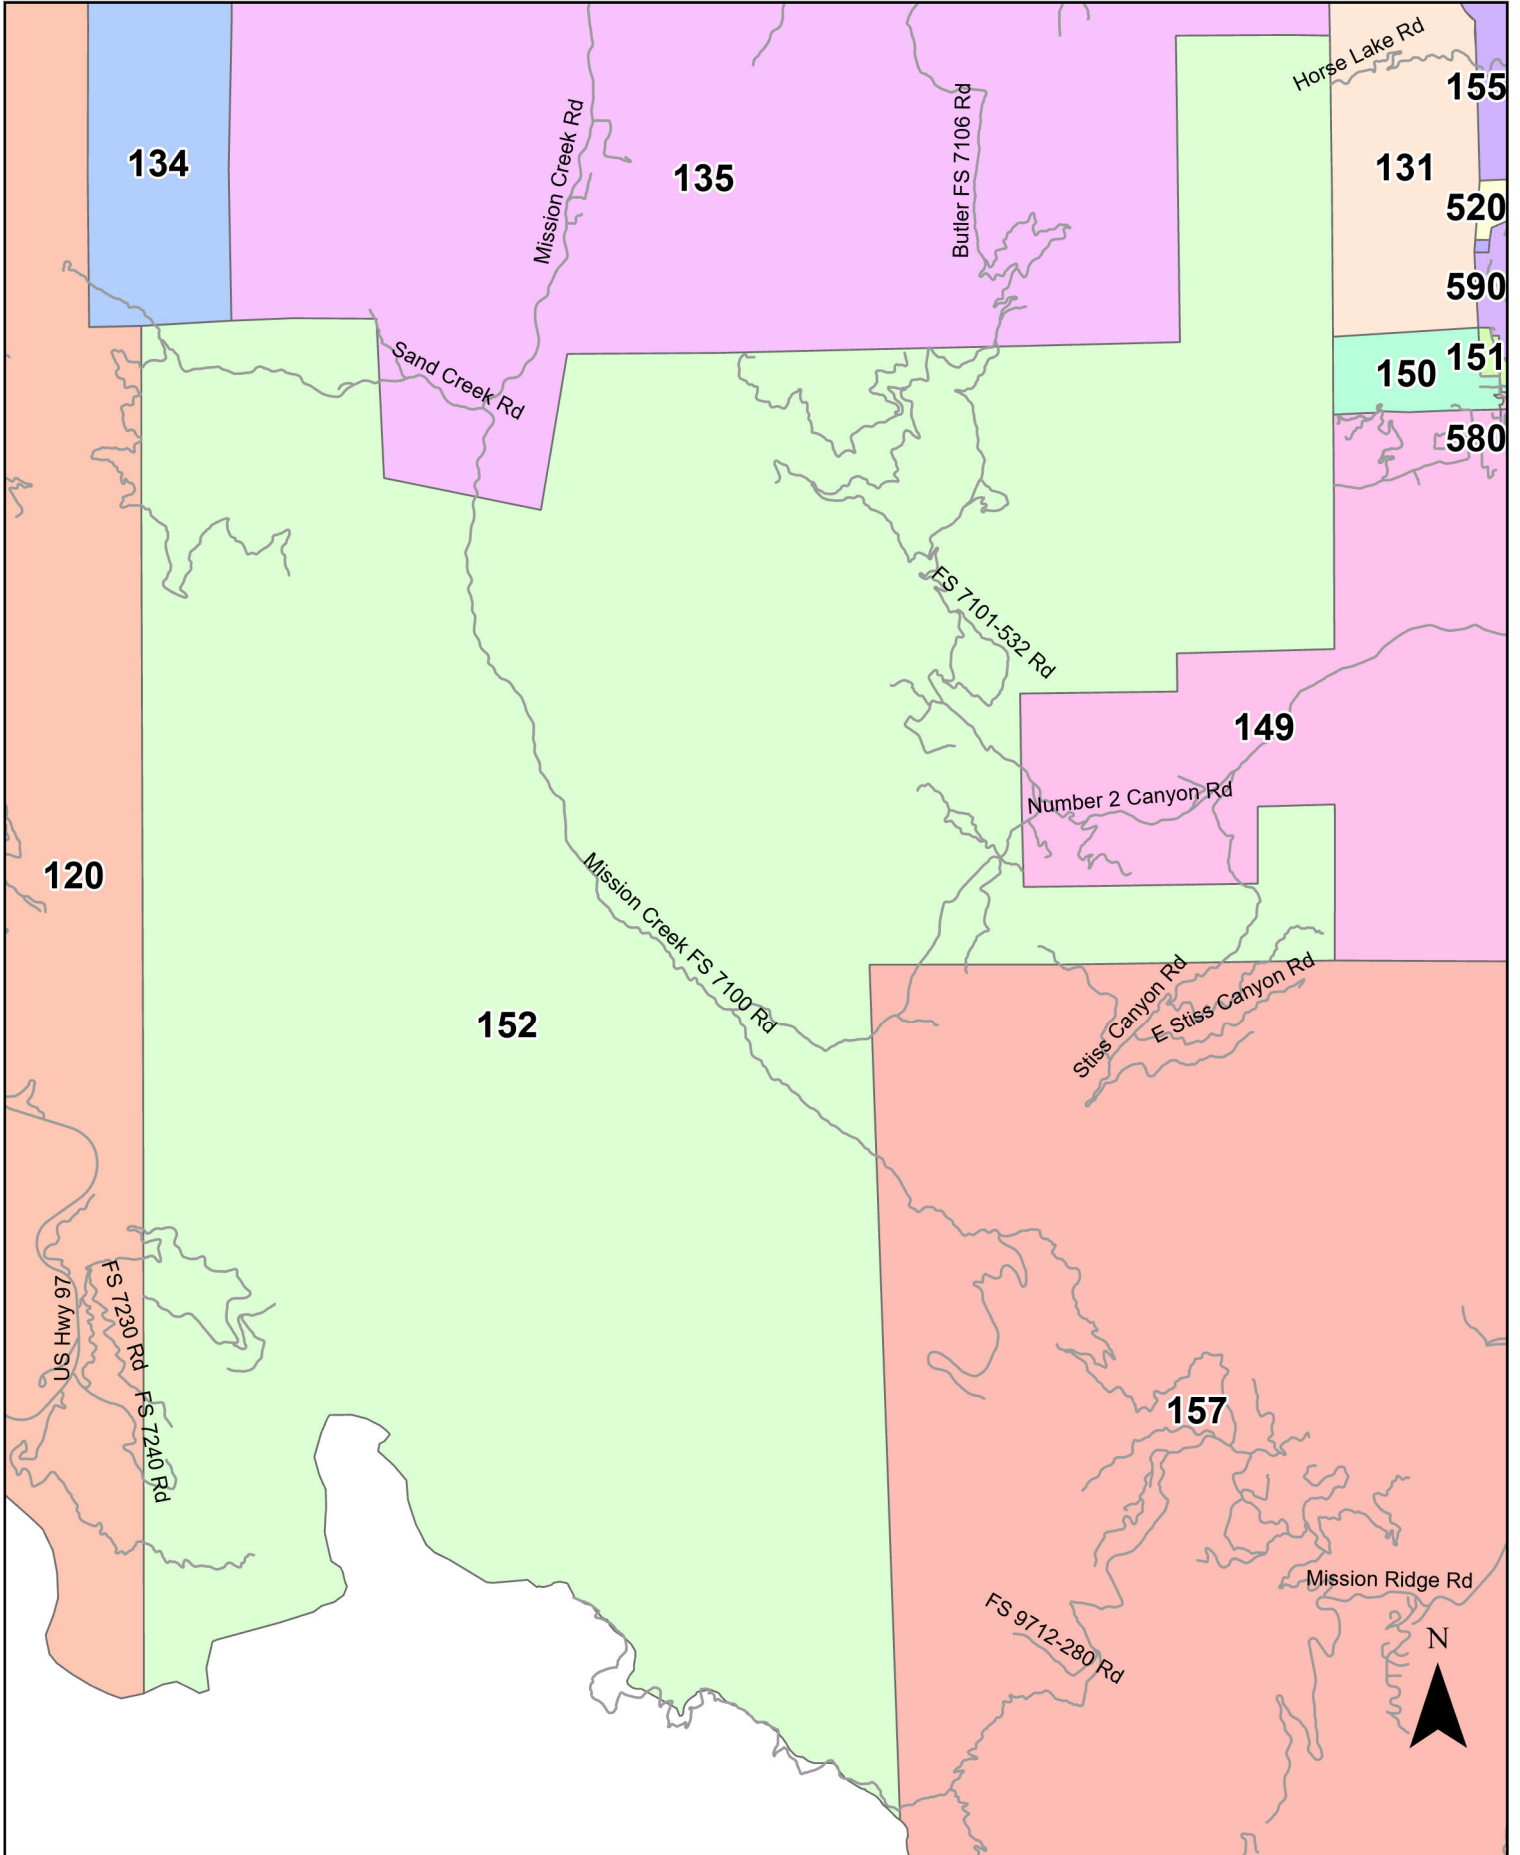 Horse Lake Rd
155
134
Mission Creek Rd
135
Butler FS 7106 Rd
131
520
590
Sand Creek Rd
151
150
580
FS 7101-532 Rd
149
Number 2 Canyon Rd
120
Mission Creek FS 7100 Rd
152
Stiss Canyon Rd
E Stiss Canyon Rd
US Hwy 97
FS 7230 Rd
FS 7240 Rd
157
Mission Ridge Rd
FS 9712-280 Rd
N